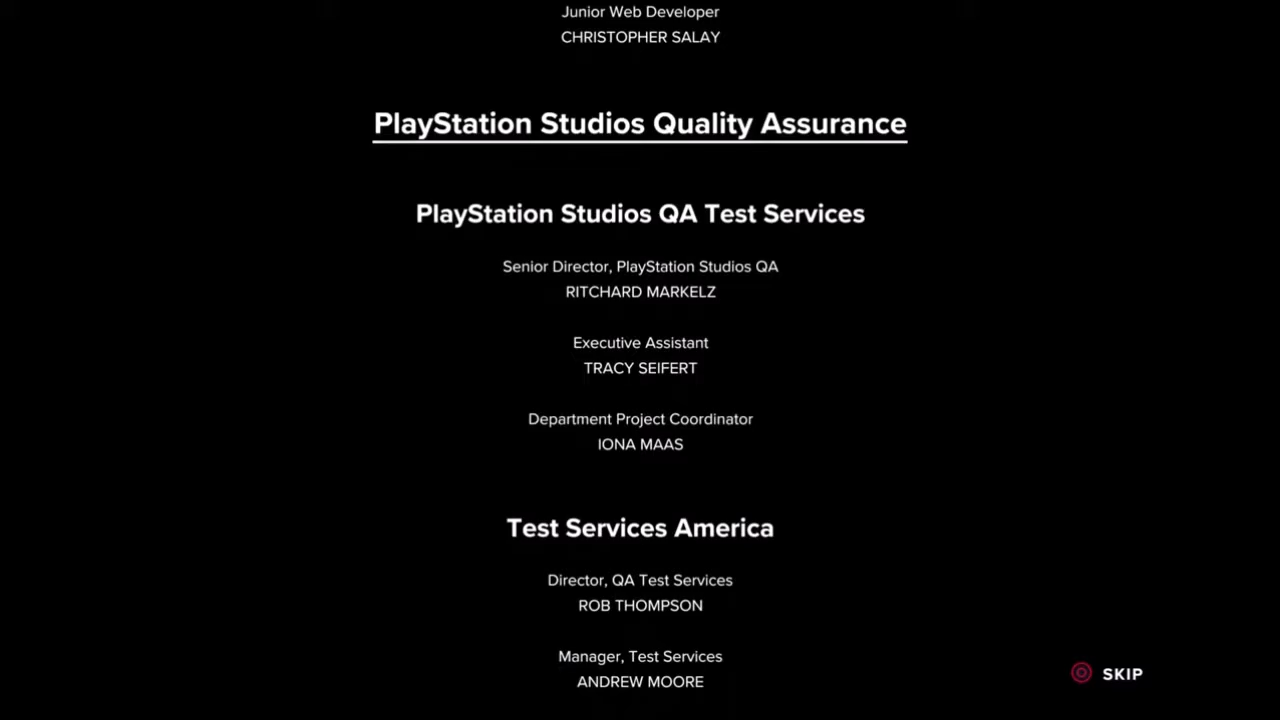 Junior Web Developer
CHRISTOPHER SALAY
PlayStation Studios Quality Assurance
PlayStation Studios QA Test Services
Senior Director, PlayStation Studios QA
RITCHARD MARKELZ
Executive Assistant
TRACY SEIFERT
Department Project Coordinator
IONA MAAS
Test Services America
Director, QA Test Services
ROB THOMPSON
Manager, Test Services
ANDREW MOORE
SKIP